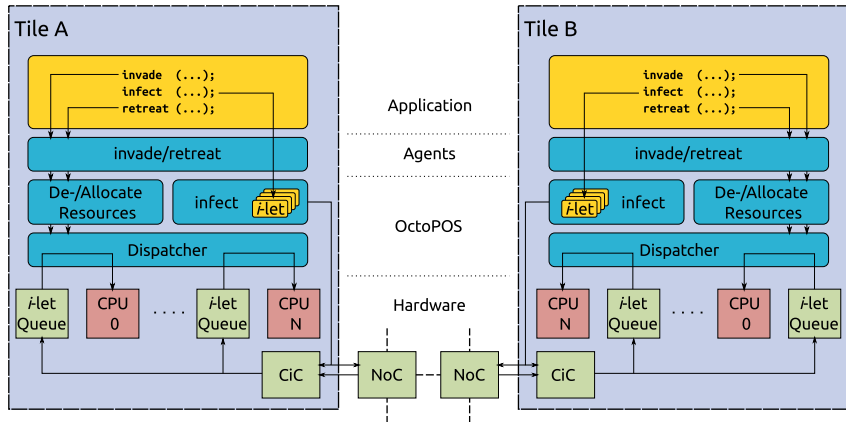 Tile A
invade (...);
infect (...);
retreat (...);
invade/retreat
De-/Allocate
Resources
infect
i-let
Dispatcher
i-let
Queue
CPU
0
. . . .
i-let
Queue
CPU
N
CiC
Application
Agents
OctoPOS
Hardware
NoC
NoC
Tile B
invade (...);
infect (...);
retreat (...);
invade/retreat
i-let
infect
De-/Allocate
Resources
Dispatcher
CPU
N
i-let
Queue
. . . .
CPU
0
i-let
Queue
CiC